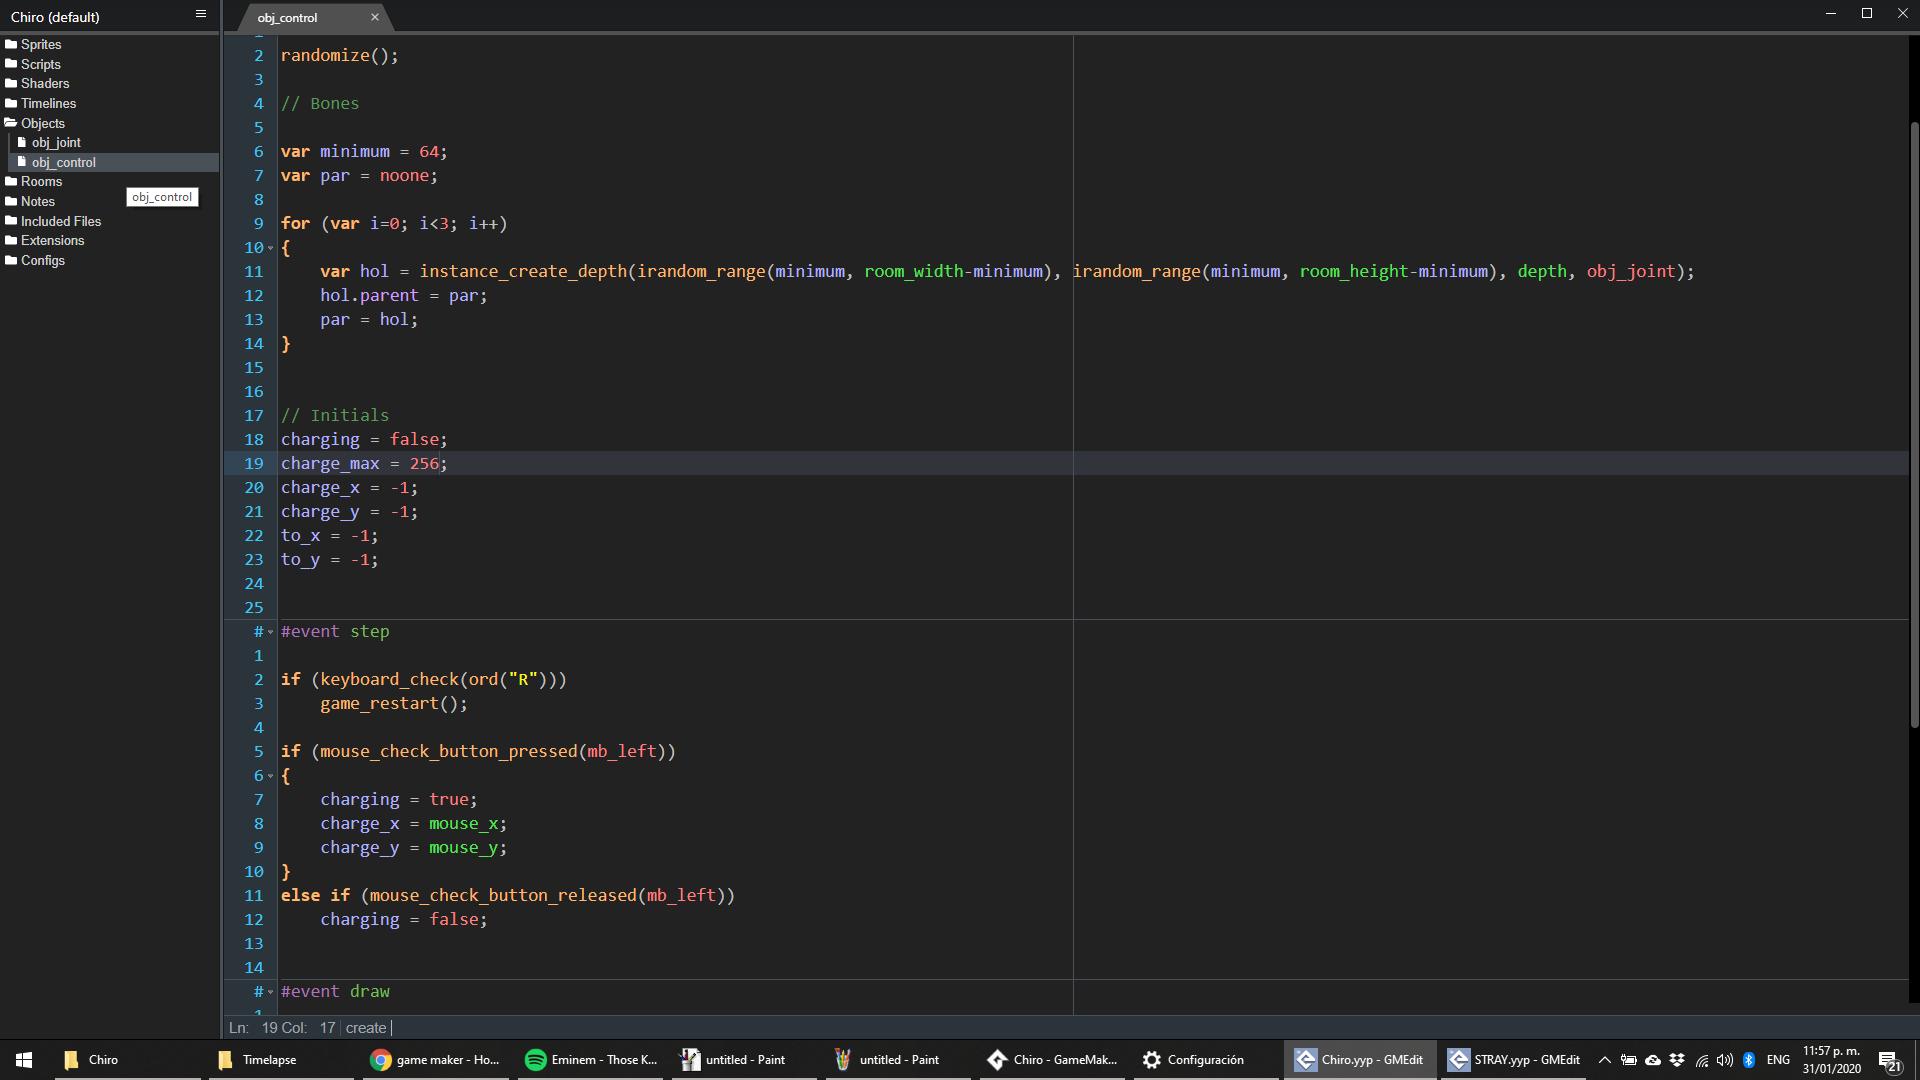 Chiro (default)
obj_control
Sprites
Scripts
Shaders
Timelines
Objects
obj_joint
obj_control
Rooms
obj_control
Notes
Included Files
Extensions
Configs
2 randomize();
3
4 // Bones
5
6 var minimum = 64;
7 var par = noone;
8
9 for (var i=0; i<3; i++)
10 {
11 var hol = instance_create_depth(irandom_range(minimum, room_width-minimum), irandom_range(minimum, room_height-minimum), depth, obj_joint);
12 hol.parent = par;
13 par = hol;
14 }
15
16
17 // Initials
18 charging = false;
19 charge_max = 256;
20 charge_x = -1;
21 charge_y = -1;
22 to_x = -1;
23 to_y = -1;
24
25
# #event step
1
2 if (keyboard_check(ord("R")))
3 game_restart();
4
5 if (mouse_check_button_pressed(mb_left))
6 {
7 charging = true;
8 charge_x = mouse_x;
9 charge_y = mouse_y;
10 }
11 else if (mouse_check_button_released(mb_left))
12 charging = false;
13
14
# #event draw
Ln: 19 Col: 17 create
Chiro
Timelapse
game maker - Ho...
Eminem - Those K...
untitled - Paint
untitled - Paint
Chiro - GameMak...
Configuración
Chiro.yyp - GMEdit
STRAY.yyp - GMEdit
ENG
11:57 p. m.
31/01/2020
21